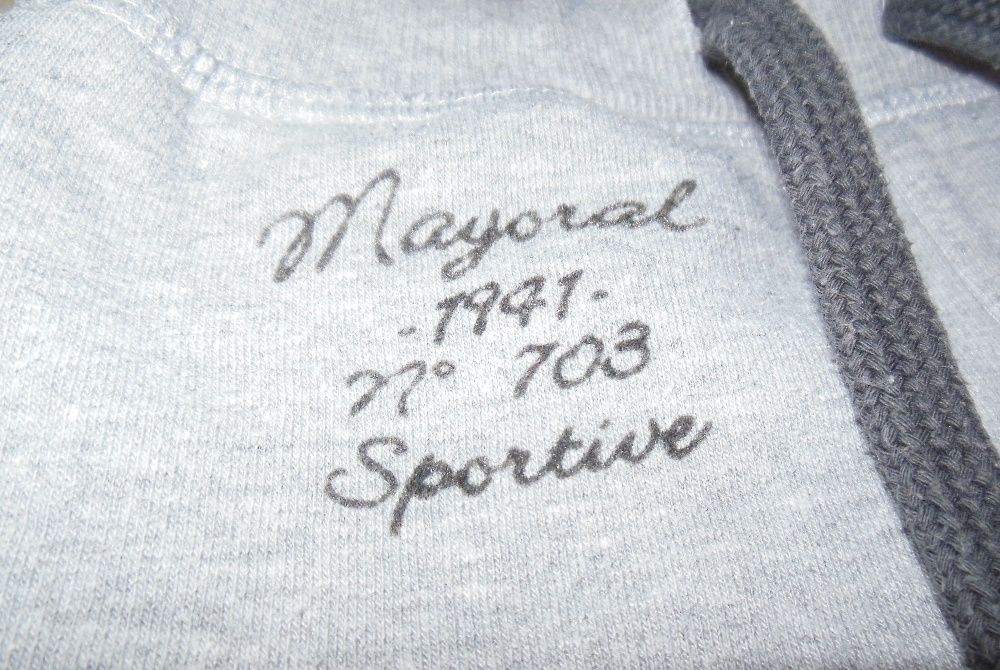 Mayoral
-1941-
Nº 703
Sportive